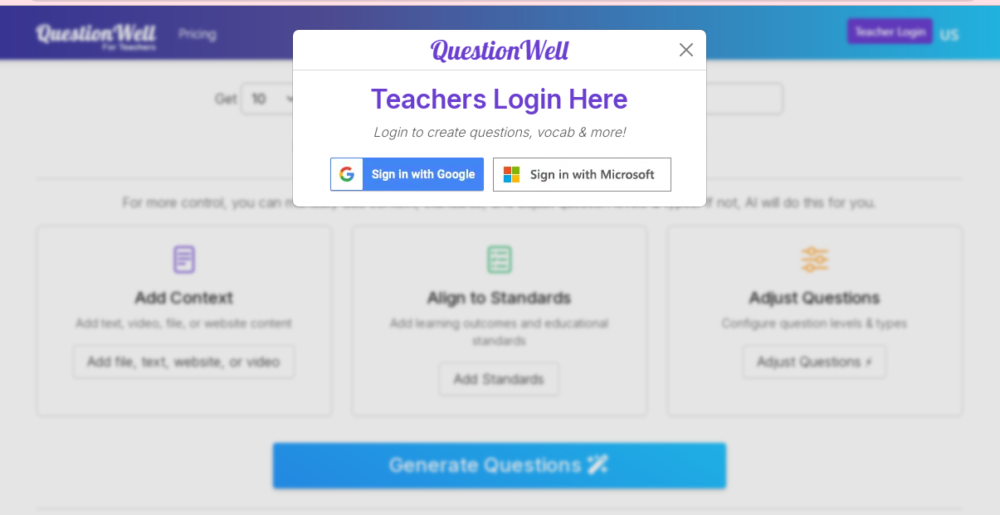 QuestionWell
For Teachers
Pricing
Teacher Login
US
QuestionWell
Teachers Login Here
Login to create questions, vocab & more!
Sign in with Google
Sign in with Microsoft
Get 10
For more control, you can
if not, AI will do this for you.
Add Context
Add text, video, file, or website content
Add file, text, website, or video
Align to Standards
Add learning outcomes and educational
standards
Add Standards
Adjust Questions
Configure question levels & types
Adjust Questions ⚡
Generate Questions